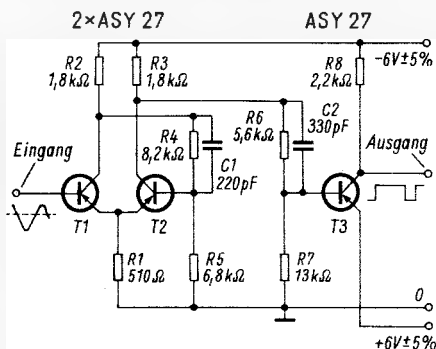 2×ASY 27
ASY 27
-6V±5%
R2
1,8kΩ
R3
1,8kΩ
R8
2,2kΩ
R4
8,2kΩ
C1
220pF
R6
5,6kΩ
C2
330pF
Eingang
Ausgang
T1
T2
T3
R1
510Ω
R5
6,8kΩ
R7
13kΩ
0
+6V±5%